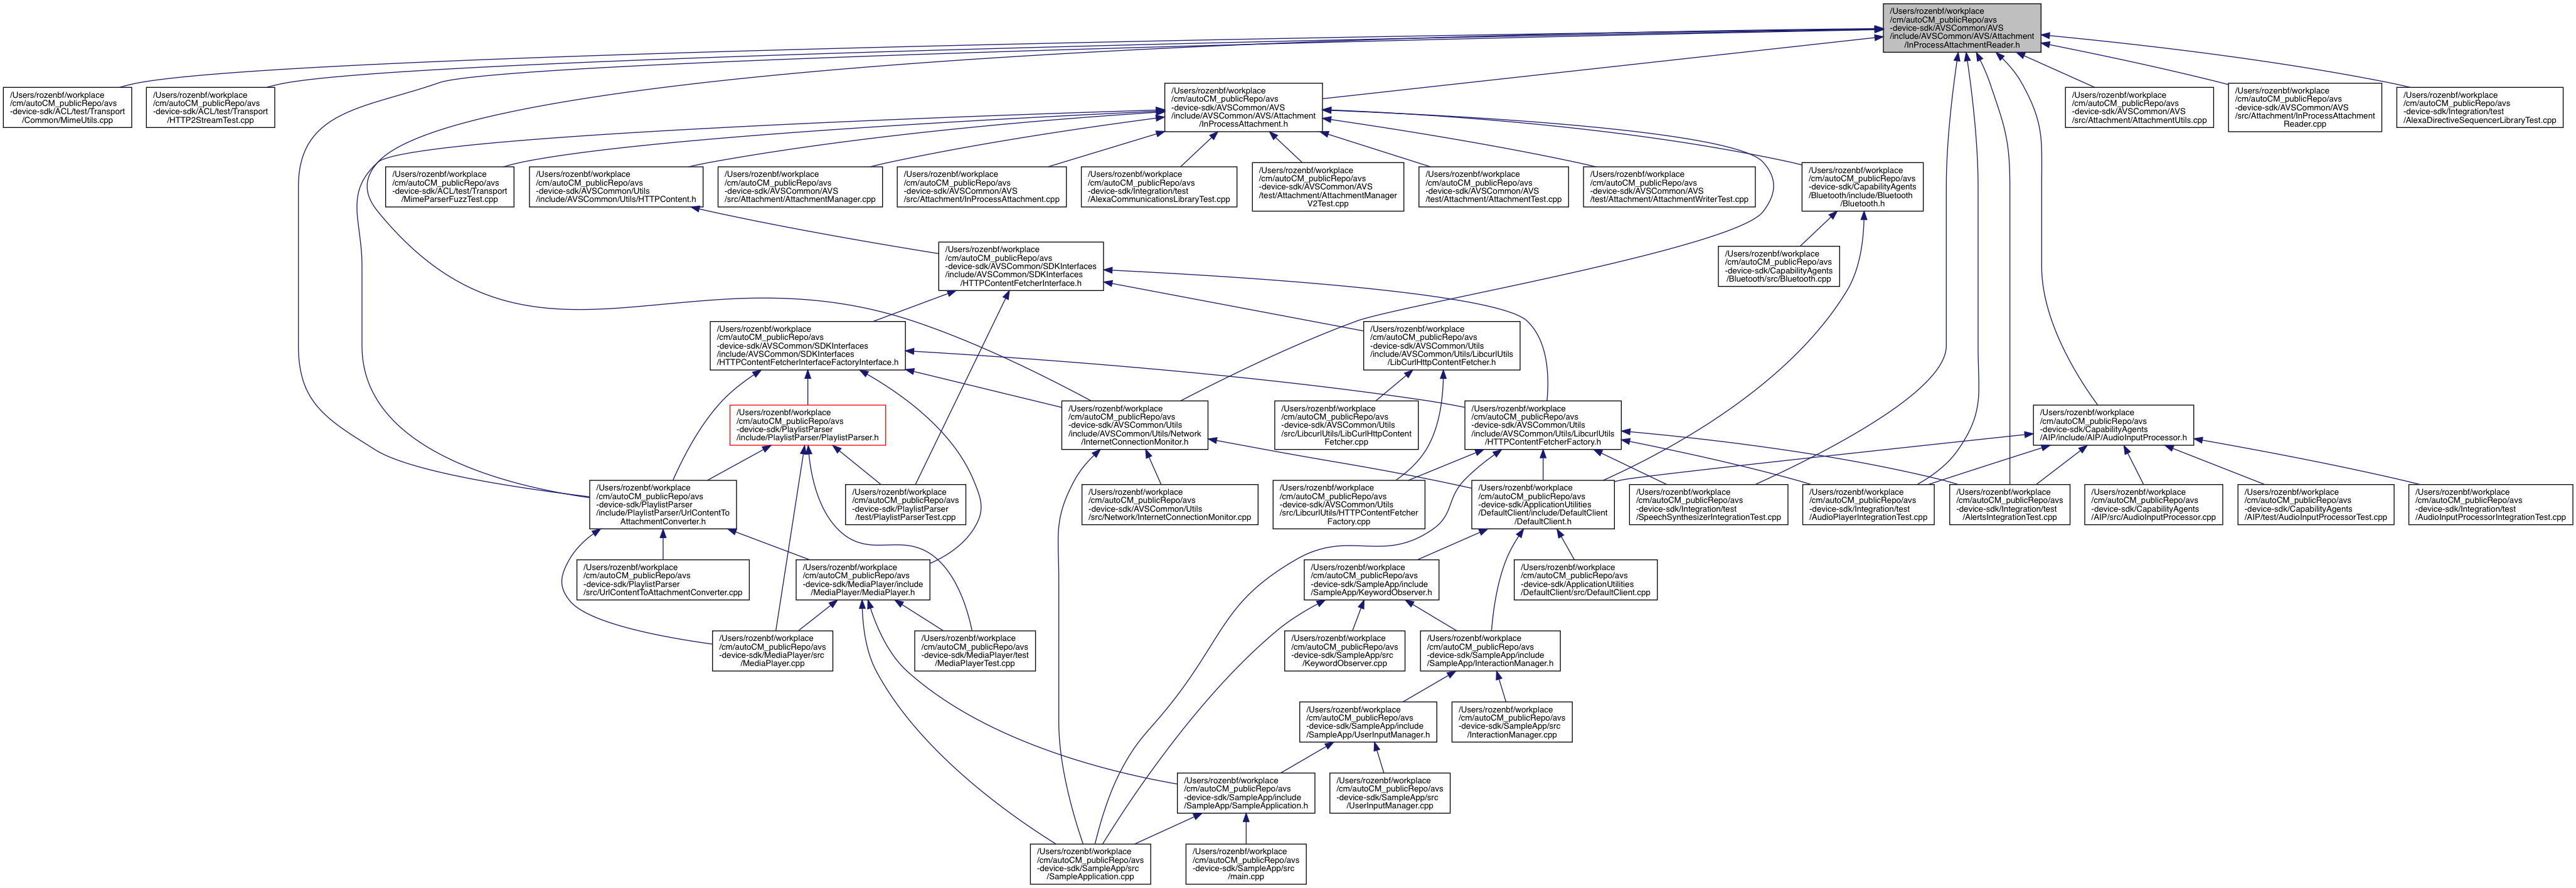 /Users/rozenbf/workplace
/cm/autoCM_publicRepo/avs
-device-sdk/AVSCommon/AVS
/include/AVSCommon/AVS/Attachment
/InProcessAttachmentReader.h
/Users/rozenbf/workplace
/cm/autoCM_publicRepo/avs
-device-sdk/ACL/test/Transport
/Common/MimeUtils.cpp
/Users/rozenbf/workplace
/cm/autoCM_publicRepo/avs
-device-sdk/ACL/test/Transport
/HTTP2StreamTest.cpp
/Users/rozenbf/workplace
/cm/autoCM_publicRepo/avs
-device-sdk/AVSCommon/AVS
/include/AVSCommon/AVS/Attachment
/InProcessAttachment.h
/Users/rozenbf/workplace
/cm/autoCM_publicRepo/avs
-device-sdk/AVSCommon/AVS
/src/Attachment/AttachmentUtils.cpp
/Users/rozenbf/workplace
/cm/autoCM_publicRepo/avs
-device-sdk/AVSCommon/AVS
/src/Attachment/InProcessAttachment
Reader.cpp
/Users/rozenbf/workplace
/cm/autoCM_publicRepo/avs
-device-sdk/Integration/test
/AlexaDirectiveSequencerLibraryTest.cpp
/Users/rozenbf/workplace
/cm/autoCM_publicRepo/avs
-device-sdk/ACL/test/Transport
/MimeParserFuzzTest.cpp
/Users/rozenbf/workplace
/cm/autoCM_publicRepo/avs
-device-sdk/AVSCommon/Utils
/include/AVSCommon/Utils/HTTPContent.h
/Users/rozenbf/workplace
/cm/autoCM_publicRepo/avs
-device-sdk/AVSCommon/AVS
/src/Attachment/AttachmentManager.cpp
/Users/rozenbf/workplace
/cm/autoCM_publicRepo/avs
-device-sdk/AVSCommon/AVS
/src/Attachment/InProcessAttachment.cpp
/Users/rozenbf/workplace
/cm/autoCM_publicRepo/avs
-device-sdk/Integration/test
/AlexaCommunicationsLibraryTest.cpp
/Users/rozenbf/workplace
/cm/autoCM_publicRepo/avs
-device-sdk/AVSCommon/AVS
/test/Attachment/AttachmentManager
V2Test.cpp
/Users/rozenbf/workplace
/cm/autoCM_publicRepo/avs
-device-sdk/AVSCommon/AVS
/test/Attachment/AttachmentTest.cpp
/Users/rozenbf/workplace
/cm/autoCM_publicRepo/avs
-device-sdk/AVSCommon/AVS
/test/Attachment/AttachmentWriterTest.cpp
/Users/rozenbf/workplace
/cm/autoCM_publicRepo/avs
-device-sdk/CapabilityAgents
/Bluetooth/include/Bluetooth
/Bluetooth.h
/Users/rozenbf/workplace
/cm/autoCM_publicRepo/avs
-device-sdk/AVSCommon/SDKInterfaces
/include/AVSCommon/SDKInterfaces
/HTTPContentFetcherInterface.h
/Users/rozenbf/workplace
/cm/autoCM_publicRepo/avs
-device-sdk/CapabilityAgents
/Bluetooth/src/Bluetooth.cpp
/Users/rozenbf/workplace
/cm/autoCM_publicRepo/avs
-device-sdk/AVSCommon/SDKInterfaces
/include/AVSCommon/SDKInterfaces
/HTTPContentFetcherInterfaceFactoryInterface.h
/Users/rozenbf/workplace
/cm/autoCM_publicRepo/avs
-device-sdk/AVSCommon/Utils
/include/AVSCommon/Utils/LibcurlUtils
/LibCurlHttpContentFetcher.h
/Users/rozenbf/workplace
/cm/autoCM_publicRepo/avs
-device-sdk/PlaylistParser
/include/PlaylistParser/PlaylistParser.h
/Users/rozenbf/workplace
/cm/autoCM_publicRepo/avs
-device-sdk/AVSCommon/Utils
/include/AVSCommon/Utils/Network
/InternetConnectionMonitor.h
/Users/rozenbf/workplace
/cm/autoCM_publicRepo/avs
-device-sdk/AVSCommon/Utils
/src/LibcurlUtils/LibCurlHttpContent
Fetcher.cpp
/Users/rozenbf/workplace
/cm/autoCM_publicRepo/avs
-device-sdk/AVSCommon/Utils
/include/AVSCommon/Utils/LibcurlUtils
/HTTPContentFetcherFactory.h
/Users/rozenbf/workplace
/cm/autoCM_publicRepo/avs
-device-sdk/CapabilityAgents
/AIP/include/AIP/AudioInputProcessor.h
/Users/rozenbf/workplace
/cm/autoCM_publicRepo/avs
-device-sdk/PlaylistParser
/include/PlaylistParser/UrlContentTo
AttachmentConverter.h
/Users/rozenbf/workplace
/cm/autoCM_publicRepo/avs
-device-sdk/PlaylistParser
/test/PlaylistParserTest.cpp
/Users/rozenbf/workplace
/cm/autoCM_publicRepo/avs
-device-sdk/AVSCommon/Utils
/src/Network/InternetConnectionMonitor.cpp
/Users/rozenbf/workplace
/cm/autoCM_publicRepo/avs
-device-sdk/AVSCommon/Utils
/src/LibcurlUtils/HTTPContentFetcher
Factory.cpp
/Users/rozenbf/workplace
/cm/autoCM_publicRepo/avs
-device-sdk/ApplicationUtilities
/DefaultClient/include/DefaultClient
/DefaultClient.h
/Users/rozenbf/workplace
/cm/autoCM_publicRepo/avs
-device-sdk/Integration/test
/SpeechSynthesizerIntegrationTest.cpp
/Users/rozenbf/workplace
/cm/autoCM_publicRepo/avs
-device-sdk/Integration/test
/AudioPlayerIntegrationTest.cpp
/Users/rozenbf/workplace
/cm/autoCM_publicRepo/avs
-device-sdk/Integration/test
/AlertsIntegrationTest.cpp
/Users/rozenbf/workplace
/cm/autoCM_publicRepo/avs
-device-sdk/CapabilityAgents
/AIP/src/AudioInputProcessor.cpp
/Users/rozenbf/workplace
/cm/autoCM_publicRepo/avs
-device-sdk/CapabilityAgents
/AIP/test/AudioInputProcessorTest.cpp
/Users/rozenbf/workplace
/cm/autoCM_publicRepo/avs
-device-sdk/Integration/test
/AudioInputProcessorIntegrationTest.cpp
/Users/rozenbf/workplace
/cm/autoCM_publicRepo/avs
-device-sdk/PlaylistParser
/src/UrlContentToAttachmentConverter.cpp
/Users/rozenbf/workplace
/cm/autoCM_publicRepo/avs
-device-sdk/MediaPlayer/include
/MediaPlayer/MediaPlayer.h
/Users/rozenbf/workplace
/cm/autoCM_publicRepo/avs
-device-sdk/SampleApp/include
/SampleApp/KeywordObserver.h
/Users/rozenbf/workplace
/cm/autoCM_publicRepo/avs
-device-sdk/ApplicationUtilities
/DefaultClient/src/DefaultClient.cpp
/Users/rozenbf/workplace
/cm/autoCM_publicRepo/avs
-device-sdk/MediaPlayer/src
/MediaPlayer.cpp
/Users/rozenbf/workplace
/cm/autoCM_publicRepo/avs
-device-sdk/MediaPlayer/test
/MediaPlayerTest.cpp
/Users/rozenbf/workplace
/cm/autoCM_publicRepo/avs
-device-sdk/SampleApp/src
/KeywordObserver.cpp
/Users/rozenbf/workplace
/cm/autoCM_publicRepo/avs
-device-sdk/SampleApp/include
/SampleApp/InteractionManager.h
/Users/rozenbf/workplace
/cm/autoCM_publicRepo/avs
-device-sdk/SampleApp/include
/SampleApp/UserInputManager.h
/Users/rozenbf/workplace
/cm/autoCM_publicRepo/avs
-device-sdk/SampleApp/src
/InteractionManager.cpp
/Users/rozenbf/workplace
/cm/autoCM_publicRepo/avs
-device-sdk/SampleApp/include
/SampleApp/SampleApplication.h
/Users/rozenbf/workplace
/cm/autoCM_publicRepo/avs
-device-sdk/SampleApp/src
/UserInputManager.cpp
/Users/rozenbf/workplace
/cm/autoCM_publicRepo/avs
-device-sdk/SampleApp/src
/SampleApplication.cpp
/Users/rozenbf/workplace
/cm/autoCM_publicRepo/avs
-device-sdk/SampleApp/src
/main.cpp